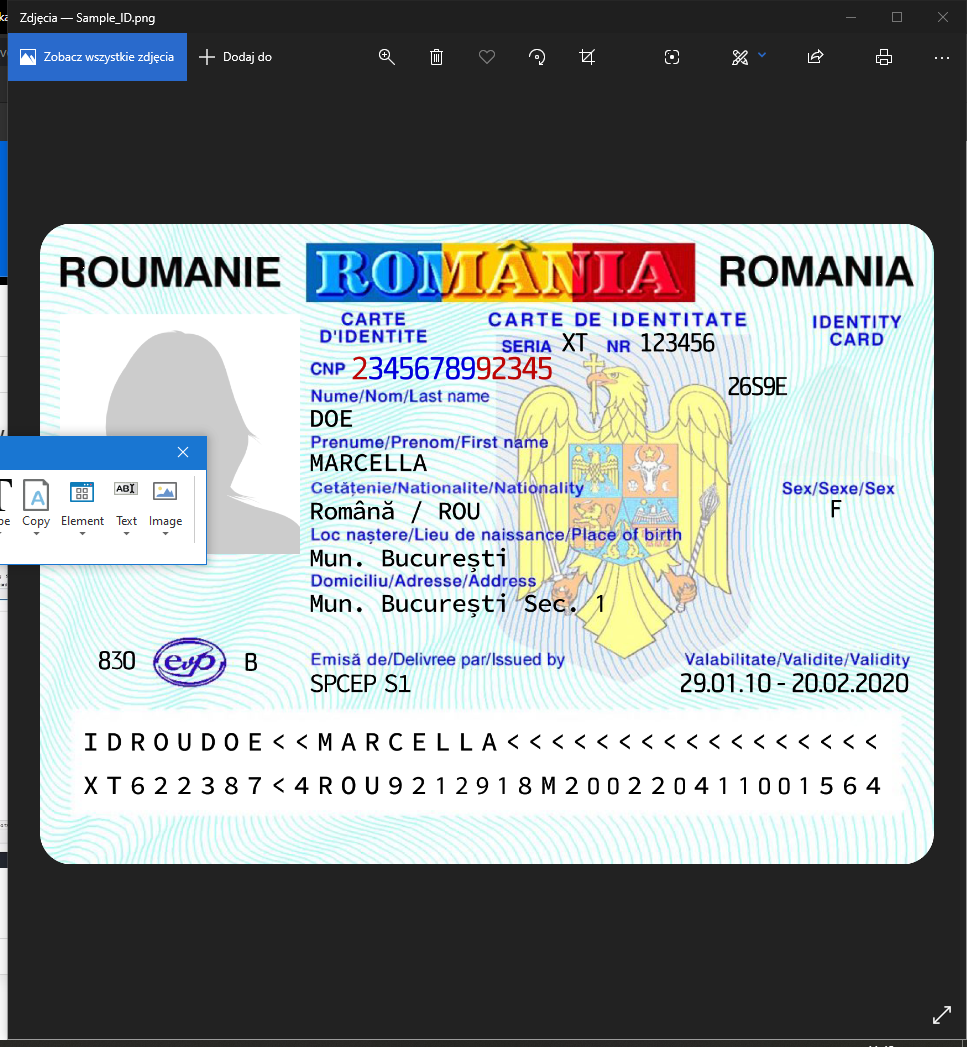 Zdjęcia — Sample_ID.png
Zobacz wszystkie zdjęcia
Dodaj do
ROUMANIE
ROMÂNIA
ROMANIA
CARTE D'IDENTITE
CARTE DE IDENTITATE
IDENTITY CARD
SERIA XT NR 123456
CNP 2345678992345
26S9E
Nume/Nom/Last name
DOE
Prenume/Prenom/First name
MARCELLA
Cetățenie/Nationalite/Nationality
Română / ROU
Sex/Sexe/Sex
F
Loc naștere/Lieu de naissance/Place of birth
Mun. București
Domiciliu/Adresse/Address
Mun. București Sec. 1
Copy
Element
Text
Image
ABI
830 evp B
Emisă de/Delivree par/Issued by
SPCEP S1
Valabilitate/Validite/Validity
29.01.10 - 20.02.2020
IDROUDOE<<MARCELLA<<<<<<<<<<<<<<<<<
XT622387<4ROU9212918M20022041100‌1564